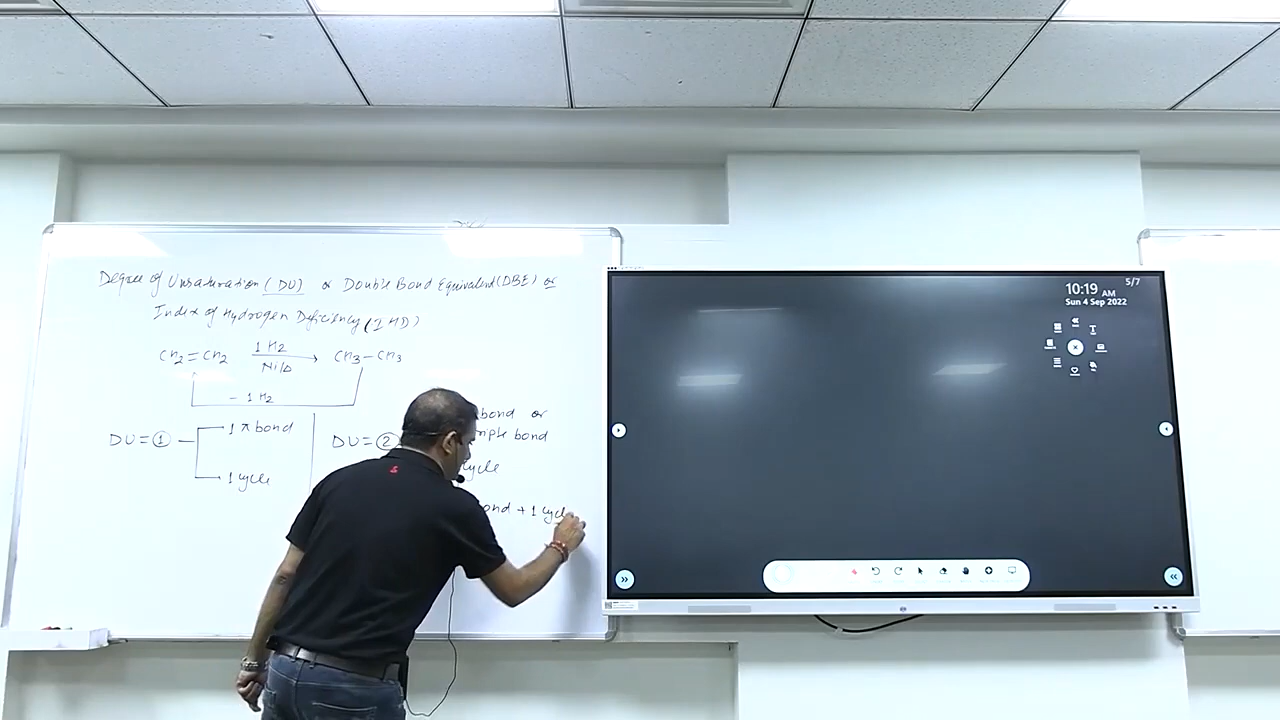 Degree of Unsaturation (DU) or Double Bond Equivalent (DBE) or
Index of Hydrogen Deficiency (IHD)
CH2=CH2 1 H2 Ni/Δ CH3-CH3
- 1 H2
DU=① 1 π bond
1 cycle
DU=② bond or
triple bond
cycle
bond + 1 cycle
5/7
10:19 AM
Sun 4 Sep 2022